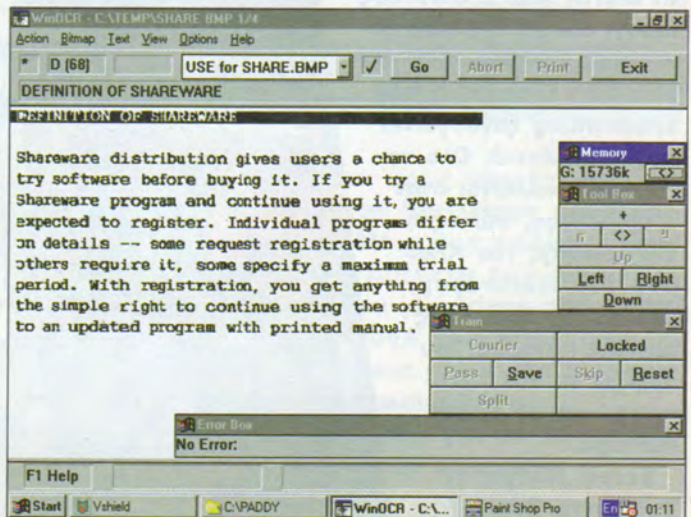 WinOCR - C:\TEMP\SHARE.BMP 1/4
Action Bitmap Text View Options Help
* D (68) USE for SHARE.BMP Go Abort Print Exit
DEFINITION OF SHAREWARE
DEFINITION OF SHAREWARE
Shareware distribution gives users a chance to
try software before buying it. If you try a
Shareware program and continue using it, you are
expected to register. Individual programs differ
on details -- some request registration while
others require it, some specify a maximum trial
period. With registration, you get anything from
the simple right to continue using the software
to an updated program with printed manual.
Memory
G: 15736k <>
Tool Box
+
<>
Up
Left Right
Down
Train
Courier Locked
Pass Save Skip Reset
Split
Error Box
No Error:
F1 Help
Start Vshield C:\PADDY WinOCR - C:\... Paint Shop Pro En 01:11